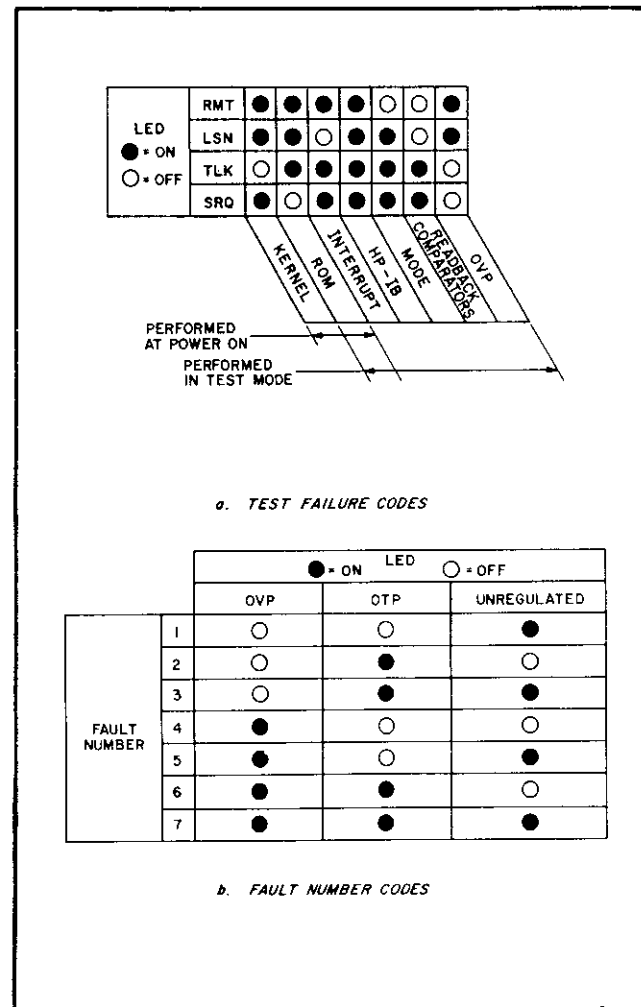 RMT
LED
LSN
= ON
TLK
= OFF
SRQ
KERNEL
ROM
INTERRUPT
HP-IB
MODE
READBACK
COMPARATORS
OVP
PERFORMED
AT POWER ON
PERFORMED
IN TEST MODE
a. TEST FAILURE CODES
LED
= ON
= OFF
OVP OTP UNREGULATED
FAULT
NUMBER
1
2
3
4
5
6
7
b. FAULT NUMBER CODES